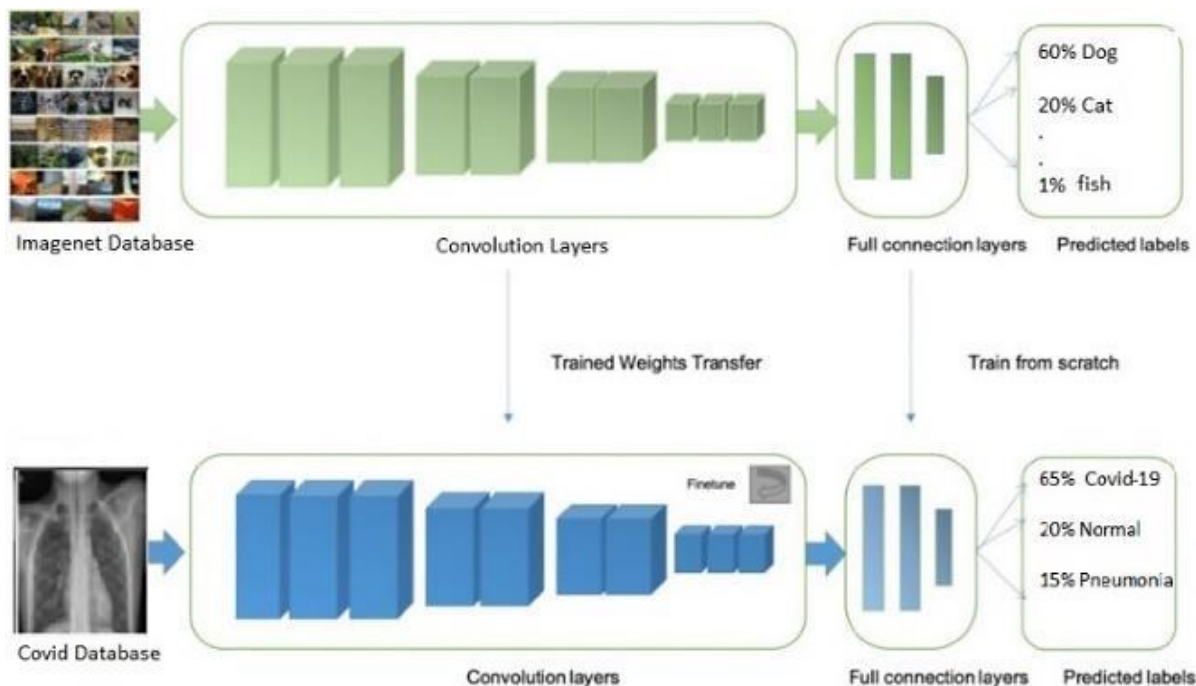 60% Dog
20% Cat
.
.
1% fish
Imagenet Database
Convolution Layers
Full connection layers
Predicted labels
Trained Weights Transfer
Train from scratch
Finetune
65% Covid-19
20% Normal
15% Pneumonia
Covid Database
Convolution layers
Full connection layers
Predicted labels